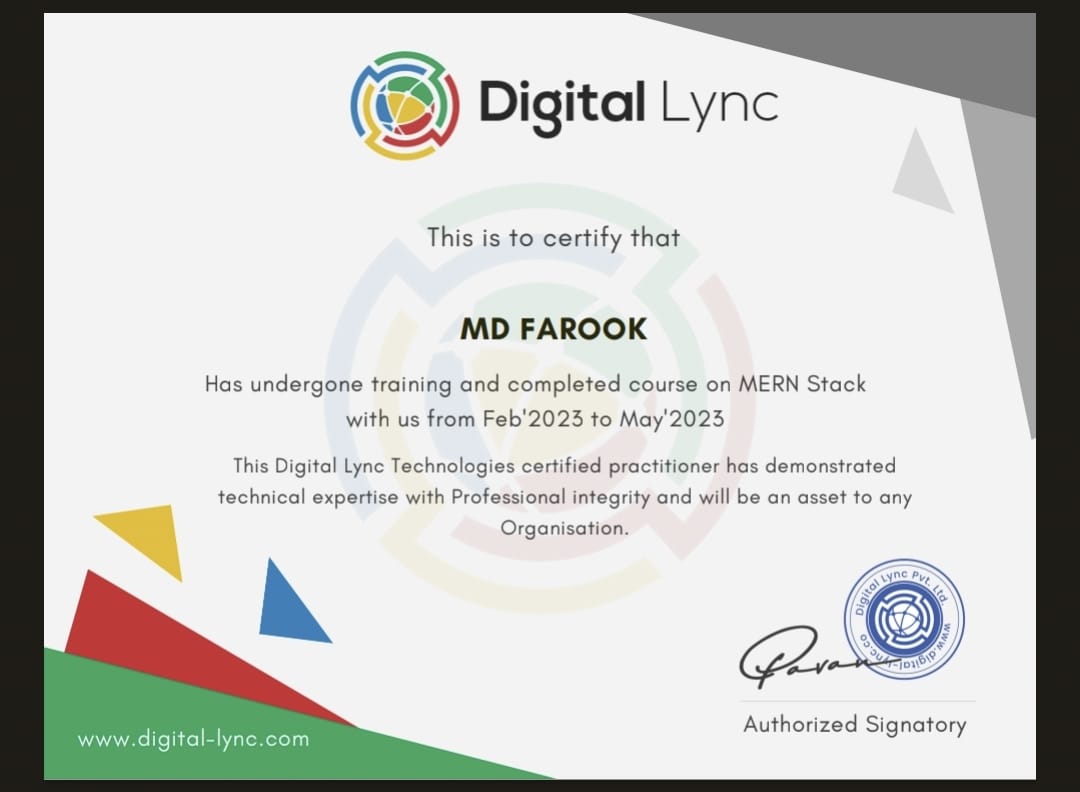 Digital Lync
This is to certify that
MD FAROOK
Has undergone training and completed course on MERN Stack
with us from Feb'2023 to May'2023
This Digital Lync Technologies certified practitioner has demonstrated
technical expertise with Professional integrity and will be an asset to any
Organisation.
Digital Lync Pvt. Ltd.
www.digital-lync.co
Pavan
Authorized Signatory
www.digital-lync.com